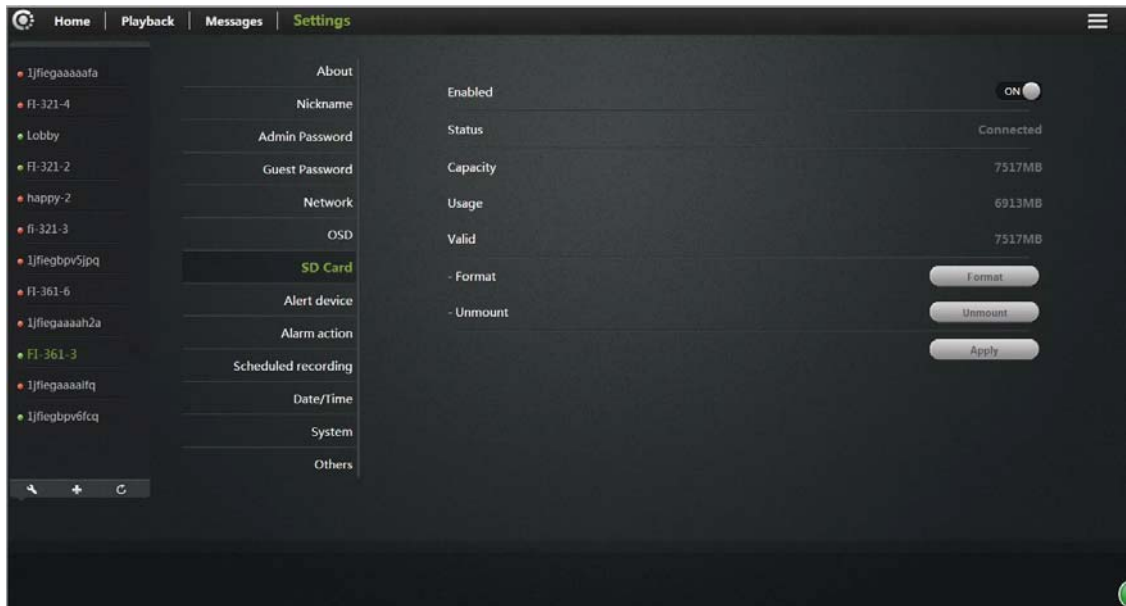 Home Playback Messages Settings
1jfiegaaaaafa
FI-321-4
Lobby
FI-321-2
happy-2
fi-321-3
1jfiegbpv5jpq
FI-361-6
1jfiegaaaah2a
FI-361-3
1jfiegaaaalfq
1jfiegbpv6fcq
About
Nickname
Admin Password
Guest Password
Network
OSD
SD Card
Alert device
Alarm action
Scheduled recording
Date/Time
System
Others
Enabled ON
Status Connected
Capacity 7517MB
Usage 6913MB
Valid 7517MB
- Format Format
- Unmount Unmount
Apply